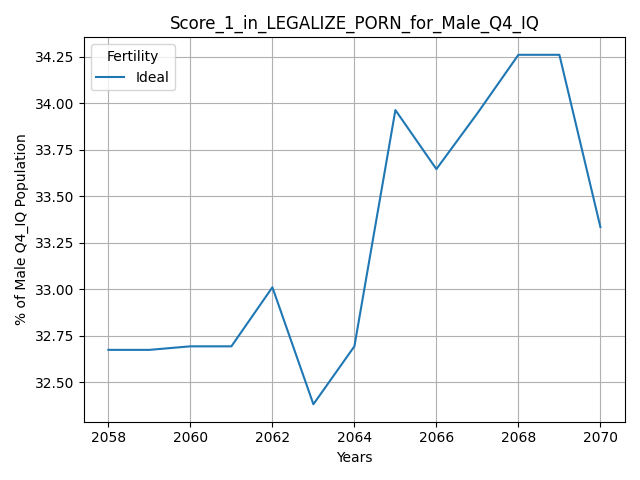 Score_1_in_LEGALIZE_PORN_for_Male_Q4_IQ
Fertility
Ideal
34.25
34.00
33.75
33.50
33.25
33.00
32.75
32.50
% of Male Q4_IQ Population
2058 2060 2062 2064 2066 2068 2070
Years